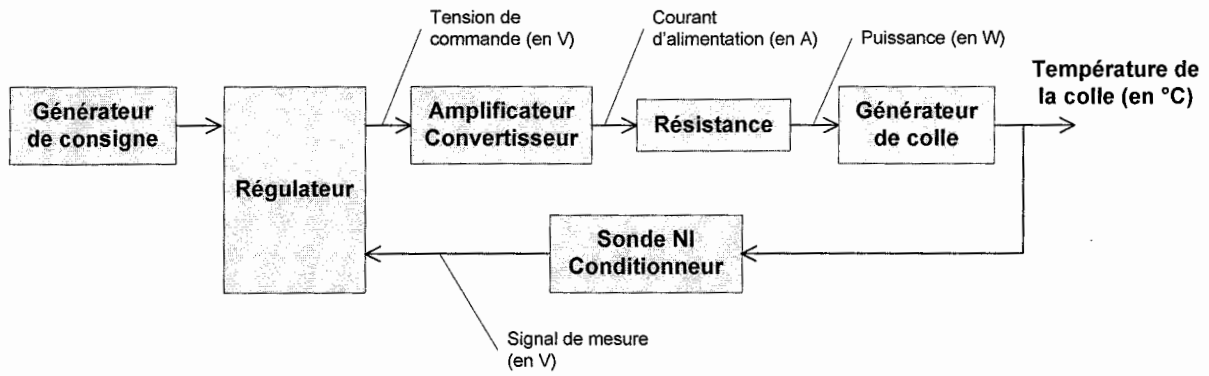 Tension de
commande (en V)
Courant
d'alimentation (en A)
Puissance (en W)
Température de
la colle (en °C)
Générateur
de consigne
Régulateur
Amplificateur
Convertisseur
Résistance
Générateur
de colle
Sonde NI
Conditionneur
Signal de mesure
(en V)